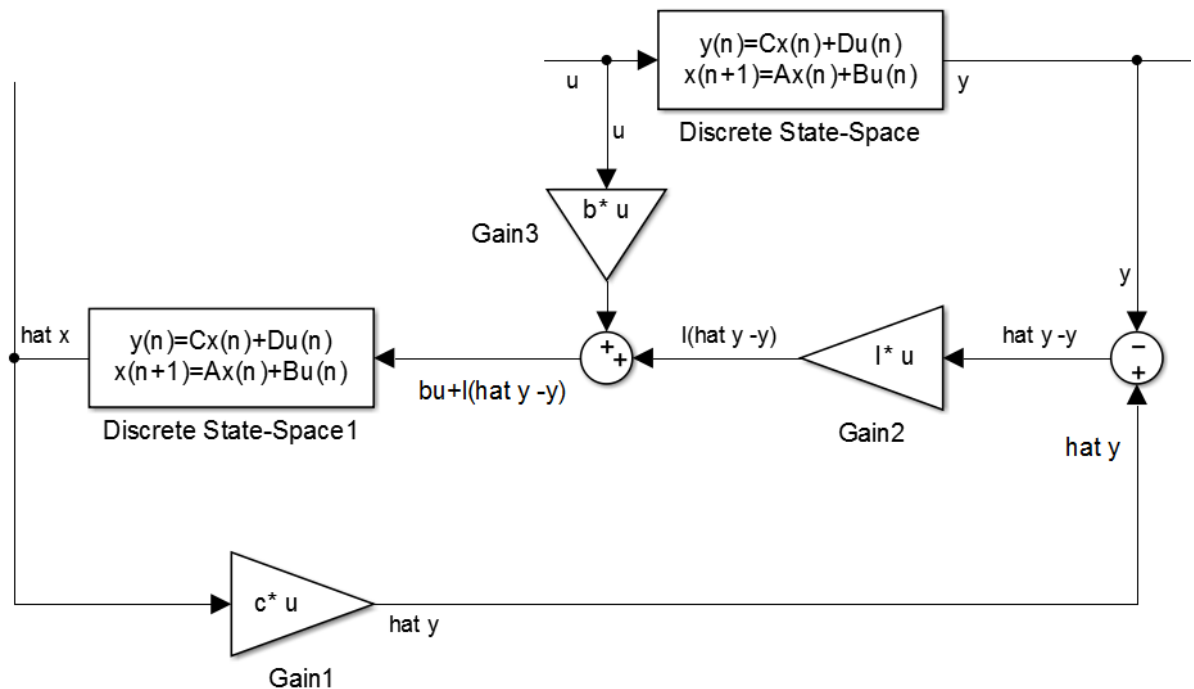 y(n)=Cx(n)+Du(n)
x(n+1)=Ax(n)+Bu(n)
u
y
Discrete State-Space
u
b* u
Gain3
y
hat x
y(n)=Cx(n)+Du(n)
x(n+1)=Ax(n)+Bu(n)
Discrete State-Space1
+
+
bu+l(hat y -y)
l(hat y -y)
l* u
Gain2
hat y -y
−
+
hat y
c* u
hat y
Gain1